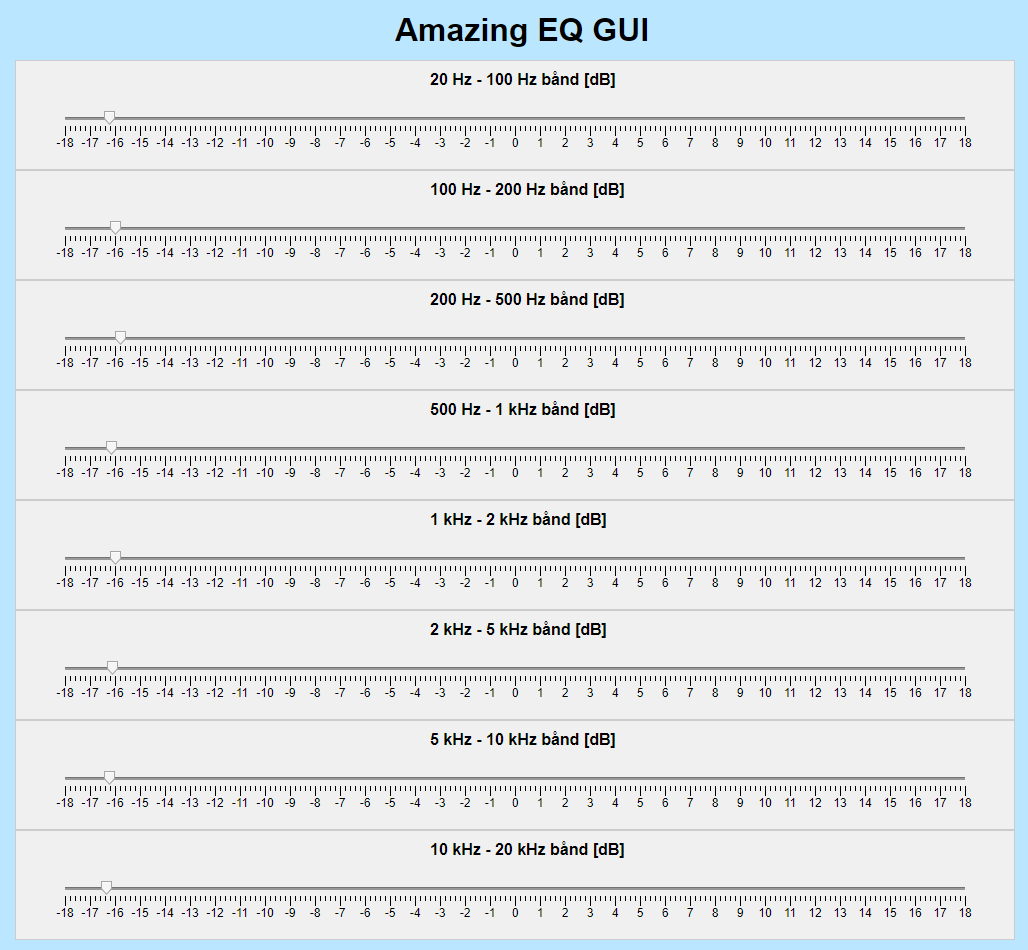 Amazing EQ GUI
20 Hz - 100 Hz bånd [dB]
-18 -17 -16 -15 -14 -13 -12 -11 -10 -9 -8 -7 -6 -5 -4 -3 -2 -1 0 1 2 3 4 5 6 7 8 9 10 11 12 13 14 15 16 17 18
100 Hz - 200 Hz bånd [dB]
-18 -17 -16 -15 -14 -13 -12 -11 -10 -9 -8 -7 -6 -5 -4 -3 -2 -1 0 1 2 3 4 5 6 7 8 9 10 11 12 13 14 15 16 17 18
200 Hz - 500 Hz bånd [dB]
-18 -17 -16 -15 -14 -13 -12 -11 -10 -9 -8 -7 -6 -5 -4 -3 -2 -1 0 1 2 3 4 5 6 7 8 9 10 11 12 13 14 15 16 17 18
500 Hz - 1 kHz bånd [dB]
-18 -17 -16 -15 -14 -13 -12 -11 -10 -9 -8 -7 -6 -5 -4 -3 -2 -1 0 1 2 3 4 5 6 7 8 9 10 11 12 13 14 15 16 17 18
1 kHz - 2 kHz bånd [dB]
-18 -17 -16 -15 -14 -13 -12 -11 -10 -9 -8 -7 -6 -5 -4 -3 -2 -1 0 1 2 3 4 5 6 7 8 9 10 11 12 13 14 15 16 17 18
2 kHz - 5 kHz bånd [dB]
-18 -17 -16 -15 -14 -13 -12 -11 -10 -9 -8 -7 -6 -5 -4 -3 -2 -1 0 1 2 3 4 5 6 7 8 9 10 11 12 13 14 15 16 17 18
5 kHz - 10 kHz bånd [dB]
-18 -17 -16 -15 -14 -13 -12 -11 -10 -9 -8 -7 -6 -5 -4 -3 -2 -1 0 1 2 3 4 5 6 7 8 9 10 11 12 13 14 15 16 17 18
10 kHz - 20 kHz bånd [dB]
-18 -17 -16 -15 -14 -13 -12 -11 -10 -9 -8 -7 -6 -5 -4 -3 -2 -1 0 1 2 3 4 5 6 7 8 9 10 11 12 13 14 15 16 17 18